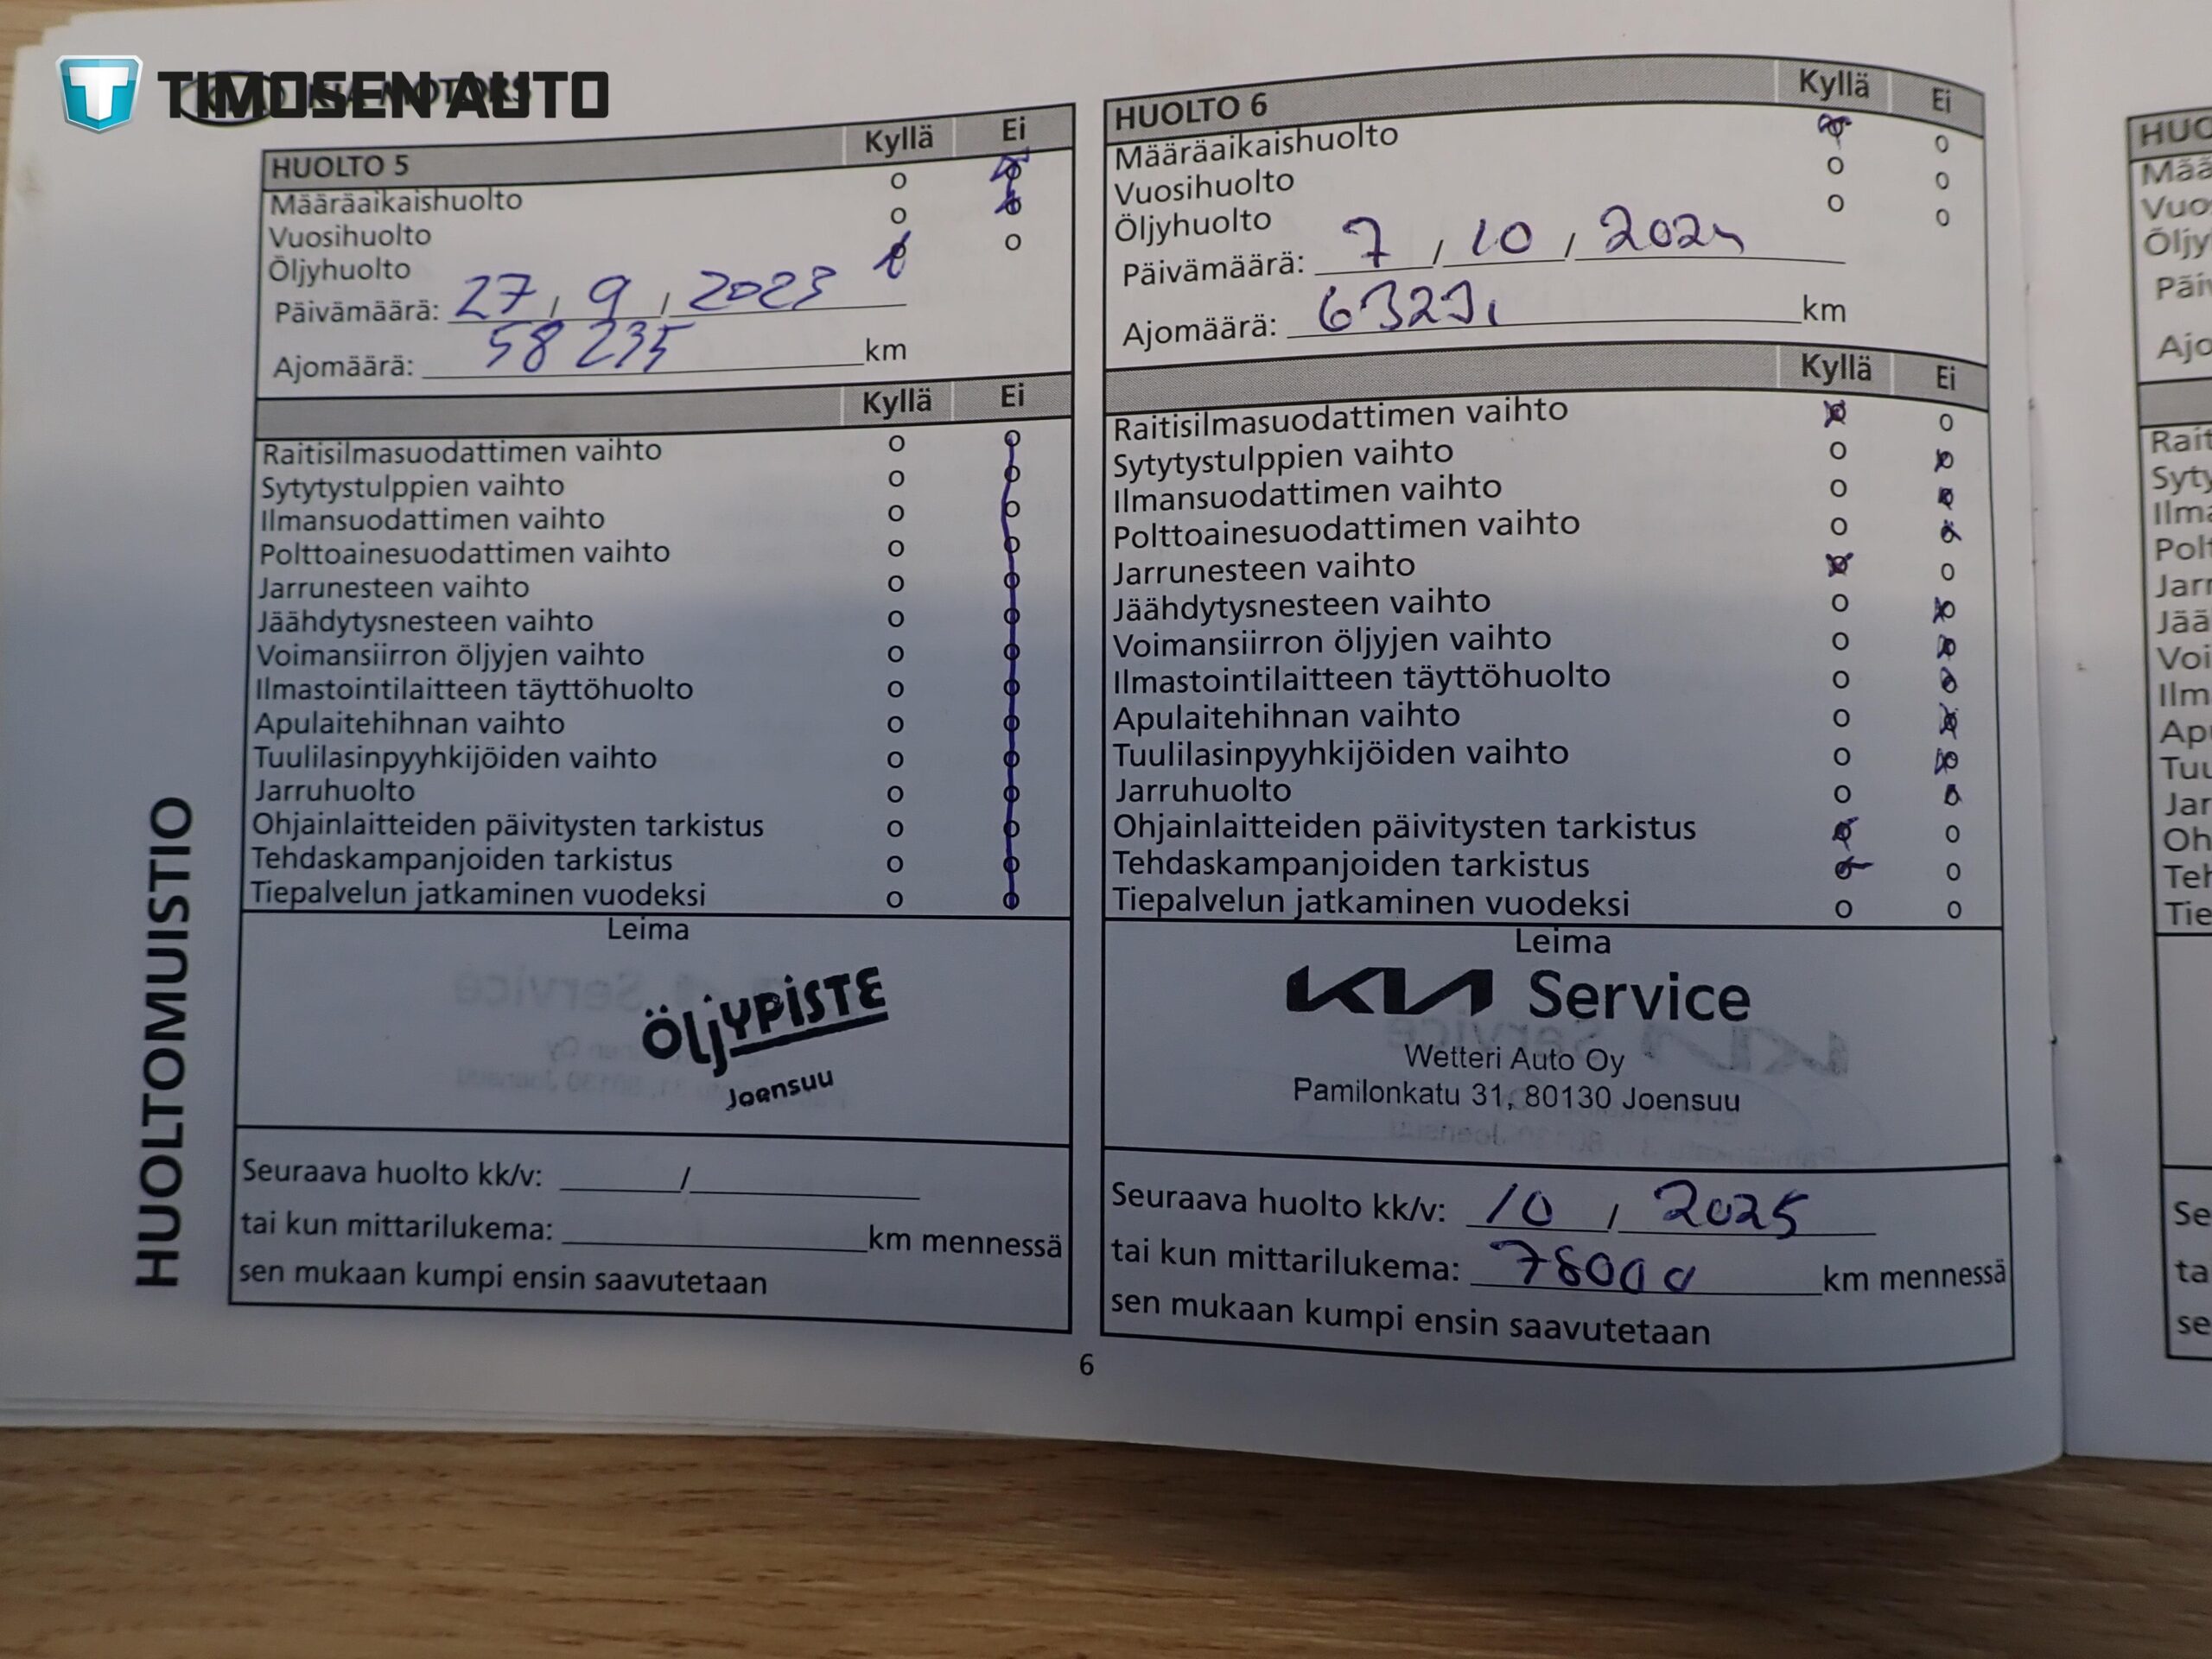 TIMOSEN AUTO
HUOLTO 5 Kyllä Ei
Määräaikaishuolto o o
Vuosihuolto o o
Öljyhuolto o o
Päivämäärä: 27 / 9 / 2023
Ajomäärä: 58 235 km
Kyllä Ei
Raitisilmasuodattimen vaihto o o
Sytytystulppien vaihto o o
Ilmansuodattimen vaihto o o
Polttoainesuodattimen vaihto o o
Jarrunesteen vaihto o o
Jäähdytysnesteen vaihto o o
Voimansiirron öljyjen vaihto o o
Ilmastointilaitteen täyttöhuolto o o
Apulaitehihnan vaihto o o
Tuulilasinpyyhkijöiden vaihto o o
Jarruhuolto o o
Ohjainlaitteiden päivitysten tarkistus o o
Tehdaskampanjoiden tarkistus o o
Tiepalvelun jatkaminen vuodeksi o o
Leima
ÖljYPiSTE
Joensuu
Seuraava huolto kk/v: /
tai kun mittarilukema: km mennessä
sen mukaan kumpi ensin saavutetaan
HUOLTO 6 Kyllä Ei
Määräaikaishuolto o o
Vuosihuolto o o
Öljyhuolto o o
Päivämäärä: 7 / 10 / 2024
Ajomäärä: km
Kyllä Ei
Raitisilmasuodattimen vaihto o o
Sytytystulppien vaihto o o
Ilmansuodattimen vaihto o o
Polttoainesuodattimen vaihto o o
Jarrunesteen vaihto o o
Jäähdytysnesteen vaihto o o
Voimansiirron öljyjen vaihto o o
Ilmastointilaitteen täyttöhuolto o o
Apulaitehihnan vaihto o o
Tuulilasinpyyhkijöiden vaihto o o
Jarruhuolto o o
Ohjainlaitteiden päivitysten tarkistus o o
Tehdaskampanjoiden tarkistus o o
Tiepalvelun jatkaminen vuodeksi o o
Leima
KIA Service
Wetteri Auto Oy
Pamilonkatu 31, 80130 Joensuu
Seuraava huolto kk/v: 10 / 2025
tai kun mittarilukema: 78000 km mennessä
sen mukaan kumpi ensin saavutetaan
HUOLTOMUISTIO
6